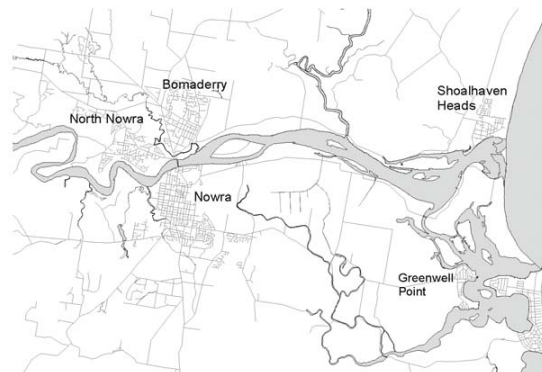 Bomaderry
Shoalhaven
Heads
North Nowra
Nowra
Greenwell
Point